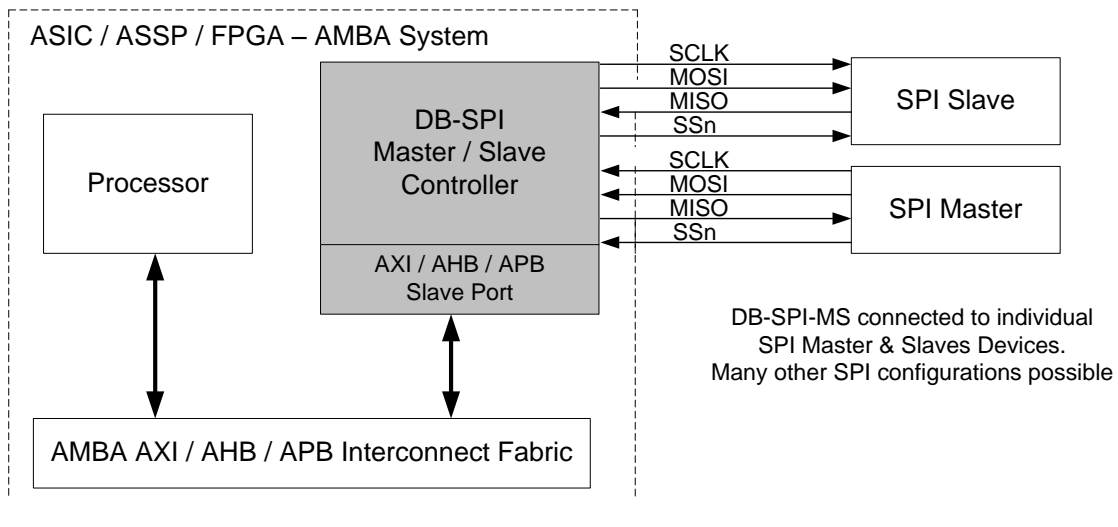 ASIC / ASSP / FPGA – AMBA System
Processor
DB-SPI
Master / Slave
Controller
AXI / AHB / APB
Slave Port
SCLK
MOSI
MISO
SSn
SPI Slave
SCLK
MOSI
MISO
SSn
SPI Master
DB-SPI-MS connected to individual
SPI Master & Slaves Devices.
Many other SPI configurations possible
AMBA AXI / AHB / APB Interconnect Fabric